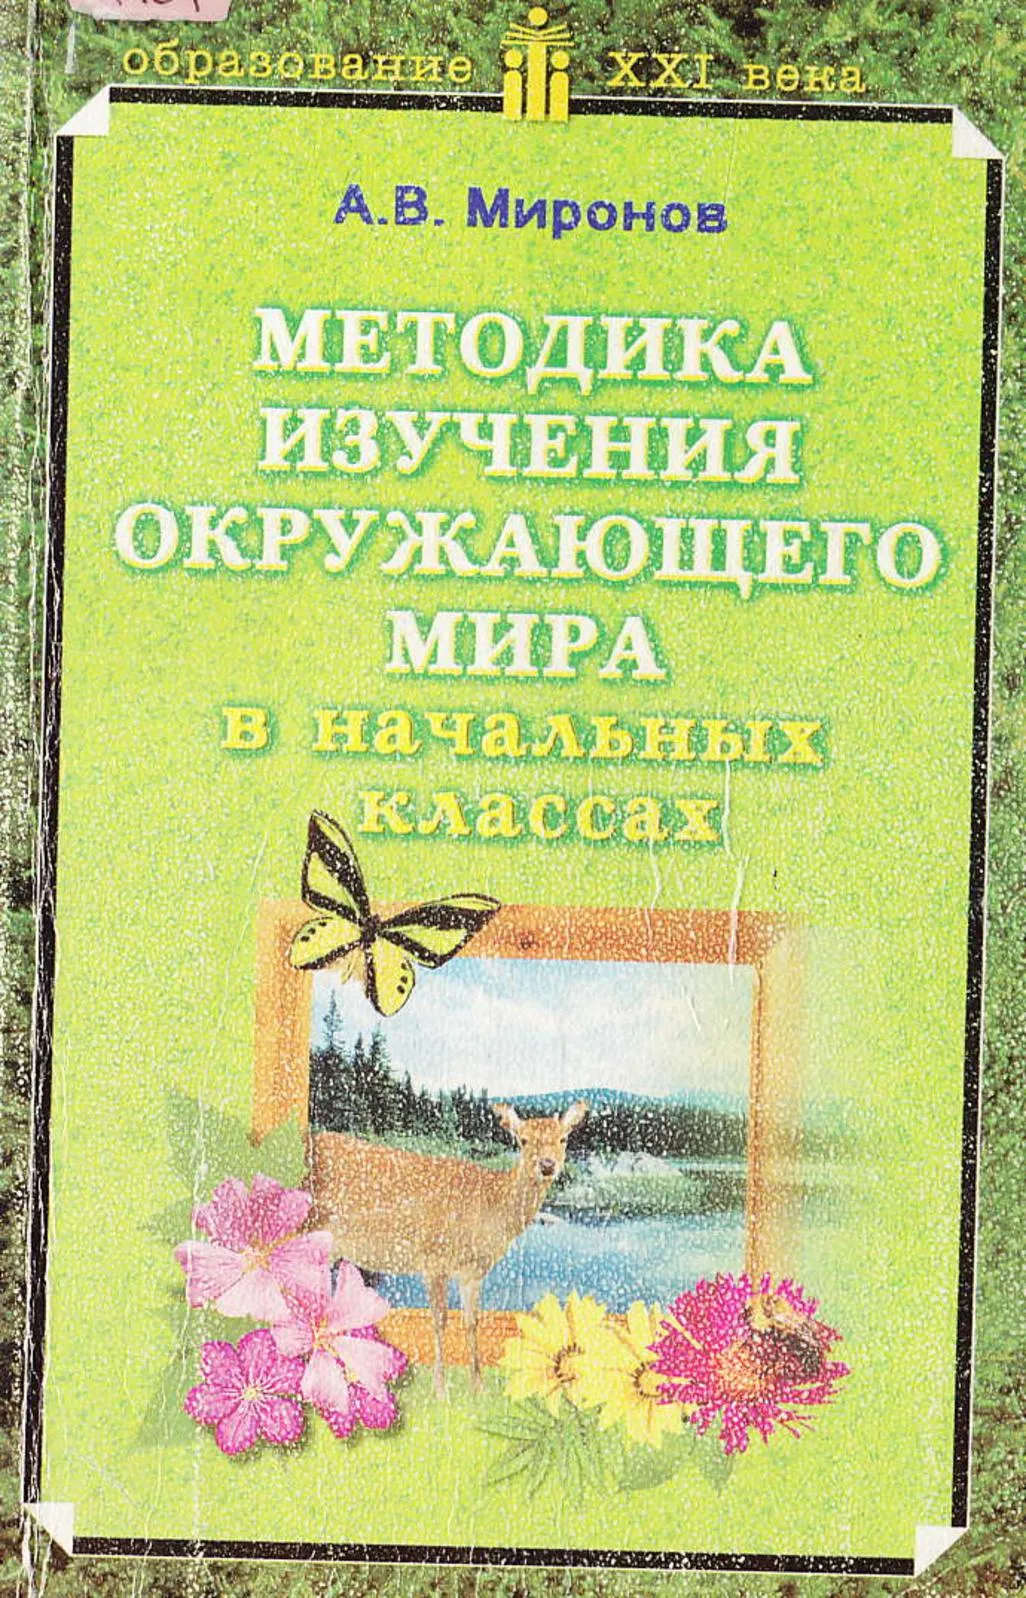 образование XXI века
А.В. Миронов
МЕТОДИКА
ИЗУЧЕНИЯ
ОКРУЖАЮЩЕГО
МИРА
в начальных
классах